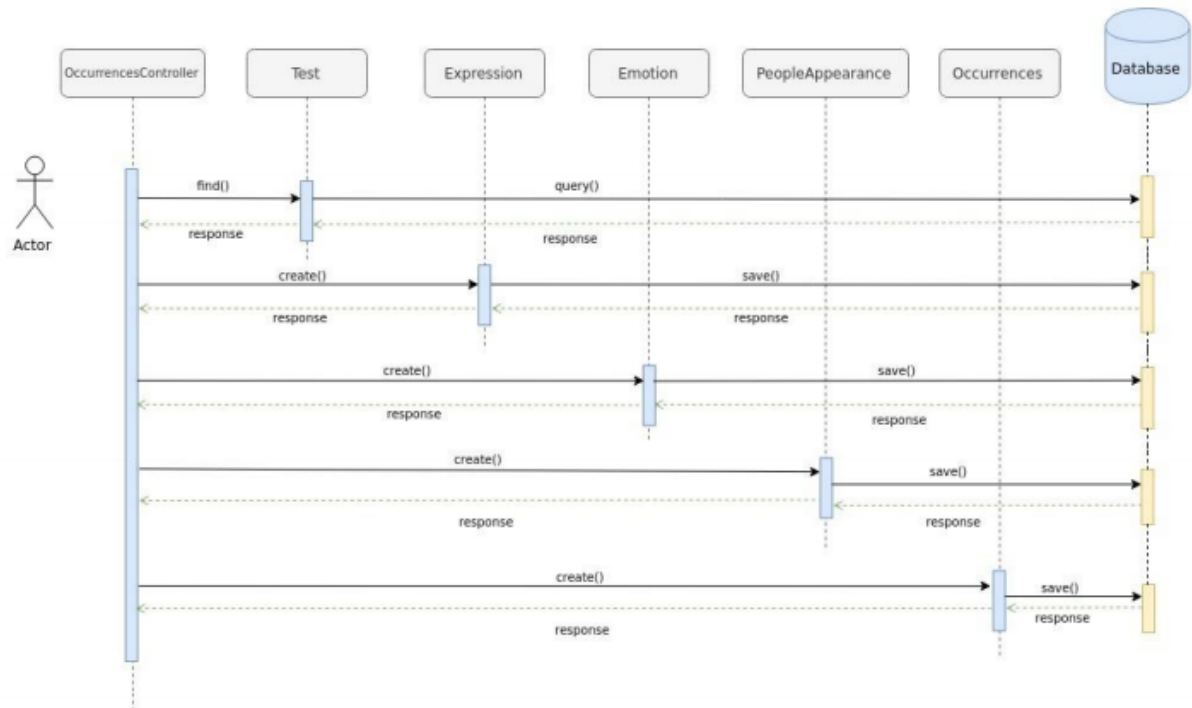 OccurrencesController
Test
Expression
Emotion
PeopleAppearance
Occurrences
Database
Actor
find()
query()
response
response
create()
save()
response
response
create()
save()
response
response
create()
save()
response
response
create()
save()
response
response